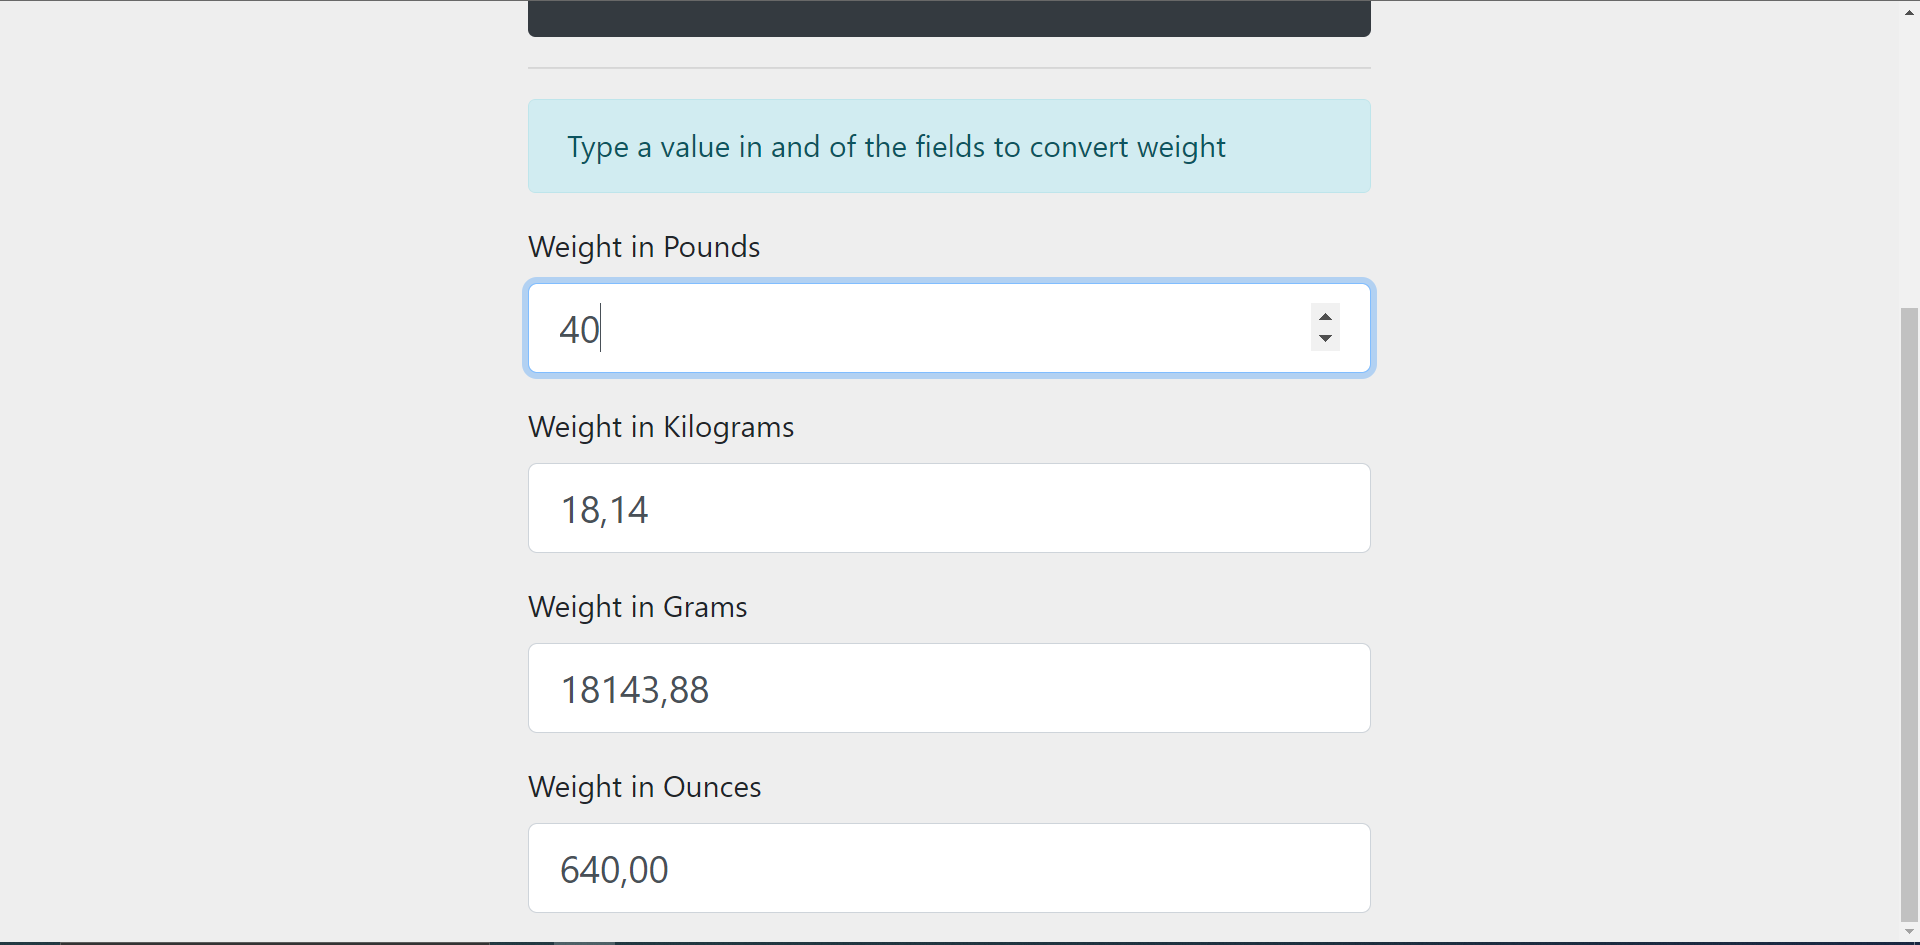 Type a value in and of the fields to convert weight
Weight in Pounds
40
Weight in Kilograms
18,14
Weight in Grams
18143,88
Weight in Ounces
640,00